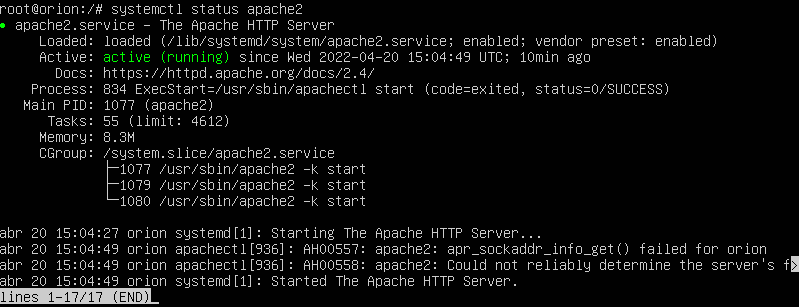 root@orion:/# systemctl status apache2
● apache2.service - The Apache HTTP Server
Loaded: loaded (/lib/systemd/system/apache2.service; enabled; vendor preset: enabled)
Active: active (running) since Wed 2022-04-20 15:04:49 UTC; 10min ago
Docs: https://httpd.apache.org/docs/2.4/
Process: 834 ExecStart=/usr/sbin/apachectl start (code=exited, status=0/SUCCESS)
Main PID: 1077 (apache2)
Tasks: 55 (limit: 4612)
Memory: 8.3M
CGroup: /system.slice/apache2.service
├─1077 /usr/sbin/apache2 -k start
├─1079 /usr/sbin/apache2 -k start
└─1080 /usr/sbin/apache2 -k start
abr 20 15:04:27 orion systemd[1]: Starting The Apache HTTP Server...
abr 20 15:04:49 orion apachectl[936]: AH00557: apache2: apr_sockaddr_info_get() failed for orion
abr 20 15:04:49 orion apachectl[936]: AH00558: apache2: Could not reliably determine the server's f>
abr 20 15:04:49 orion systemd[1]: Started The Apache HTTP Server.
lines 1-17/17 (END)